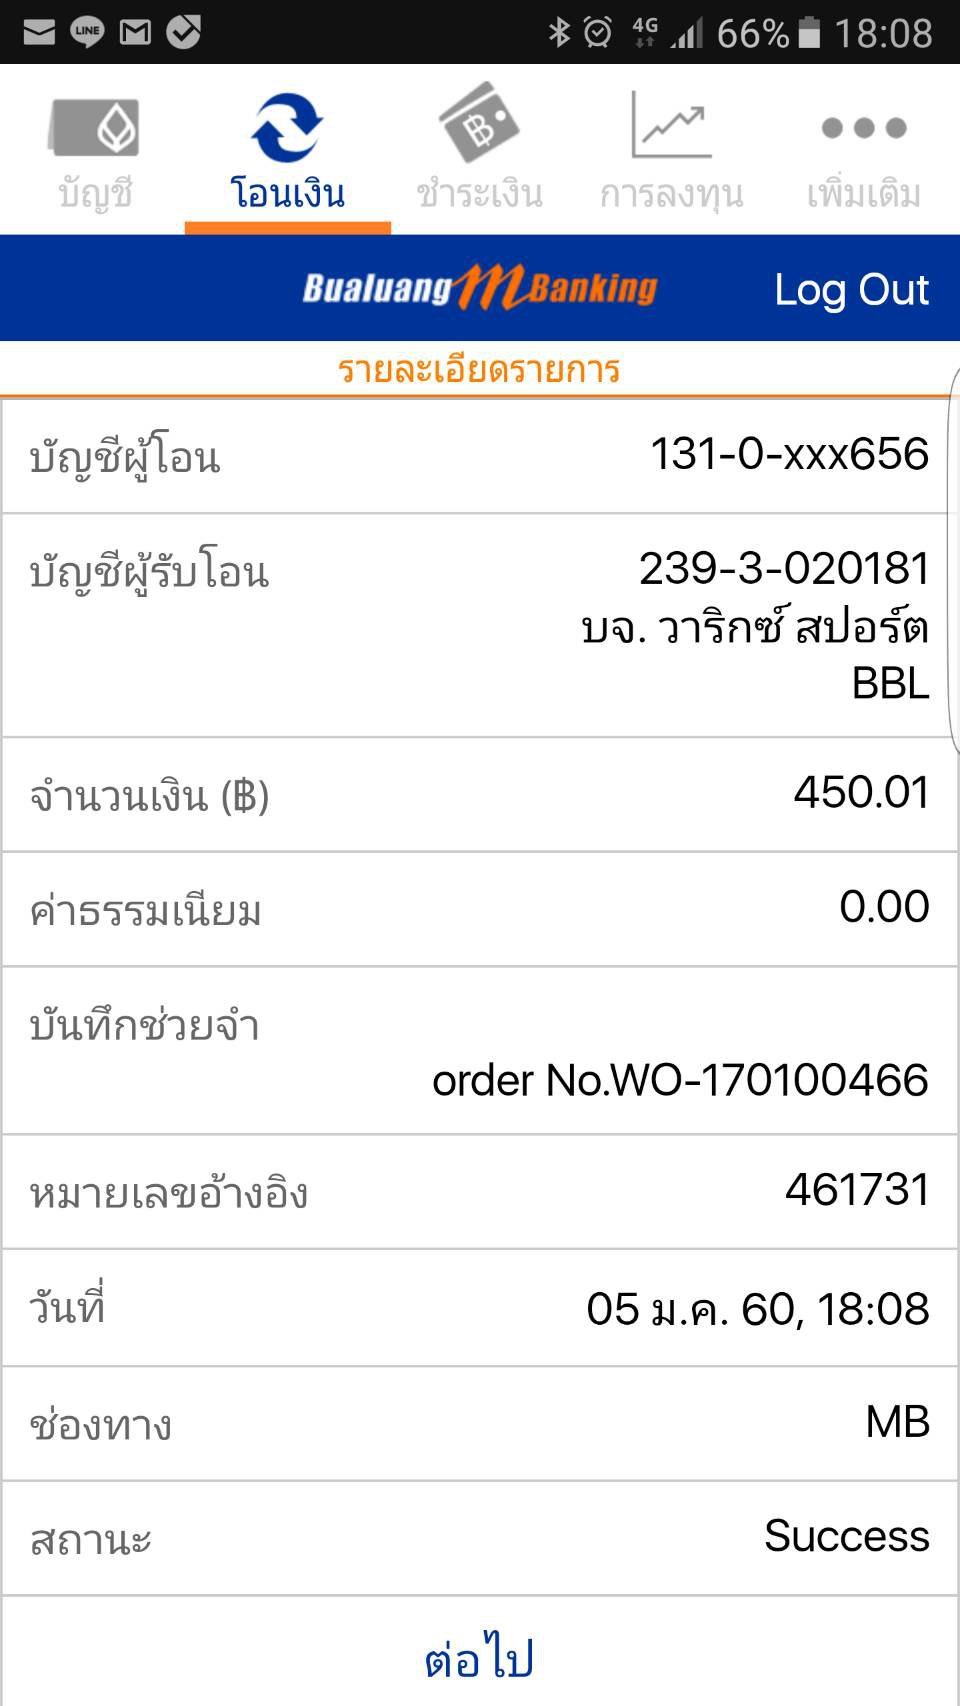 LINE 4G 66% 18:08
บัญชี โอนเงิน ชำระเงิน การลงทุน เพิ่มเติม
Bualuang mBanking Log Out
รายละเอียดรายการ
บัญชีผู้โอน 131-0-xxx656
บัญชีผู้รับโอน 239-3-020181
บจ. วาริกซ์ สปอร์ต
BBL
จำนวนเงิน (฿) 450.01
ค่าธรรมเนียม 0.00
บันทึกช่วยจำ
order No.WO-170100466
หมายเลขอ้างอิง 461731
วันที่ 05 ม.ค. 60, 18:08
ช่องทาง MB
สถานะ Success
ต่อไป